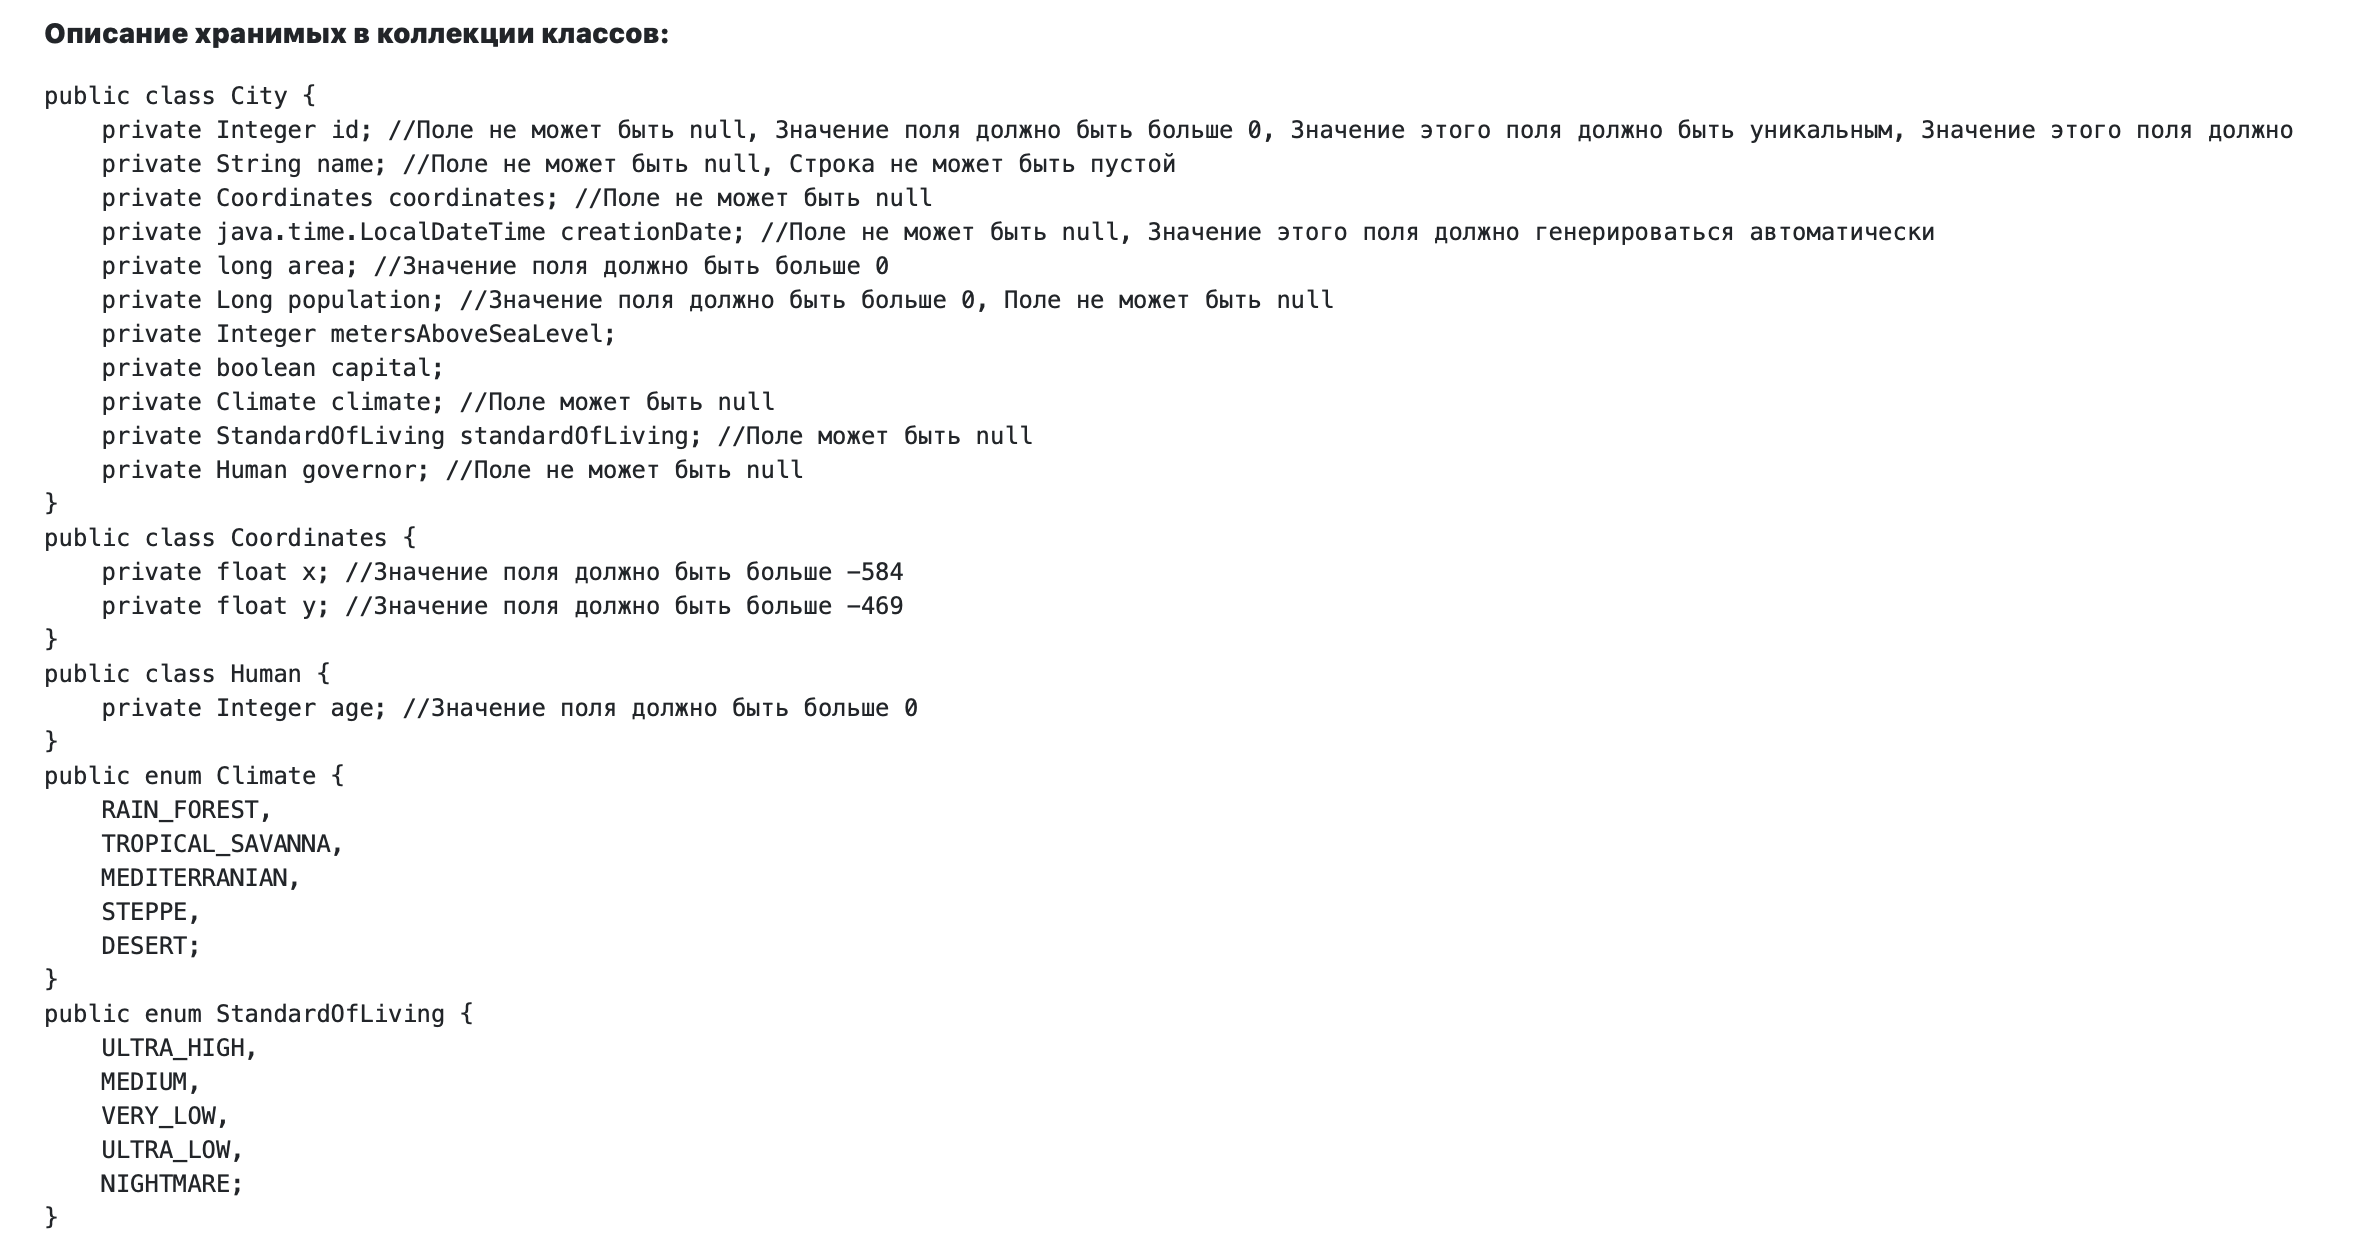 Описание хранимых в коллекции классов:
public class City {
    private Integer id; //Поле не может быть null, Значение поля должно быть больше 0, Значение этого поля должно быть уникальным, Значение этого поля должно
    private String name; //Поле не может быть null, Строка не может быть пустой
    private Coordinates coordinates; //Поле не может быть null
    private java.time.LocalDateTime creationDate; //Поле не может быть null, Значение этого поля должно генерироваться автоматически
    private long area; //Значение поля должно быть больше 0
    private Long population; //Значение поля должно быть больше 0, Поле не может быть null
    private Integer metersAboveSeaLevel;
    private boolean capital;
    private Climate climate; //Поле может быть null
    private StandardOfLiving standardOfLiving; //Поле может быть null
    private Human governor; //Поле не может быть null
}
public class Coordinates {
    private float x; //Значение поля должно быть больше -584
    private float y; //Значение поля должно быть больше -469
}
public class Human {
    private Integer age; //Значение поля должно быть больше 0
}
public enum Climate {
    RAIN_FOREST,
    TROPICAL_SAVANNA,
    MEDITERRANIAN,
    STEPPE,
    DESERT;
}
public enum StandardOfLiving {
    ULTRA_HIGH,
    MEDIUM,
    VERY_LOW,
    ULTRA_LOW,
    NIGHTMARE;
}